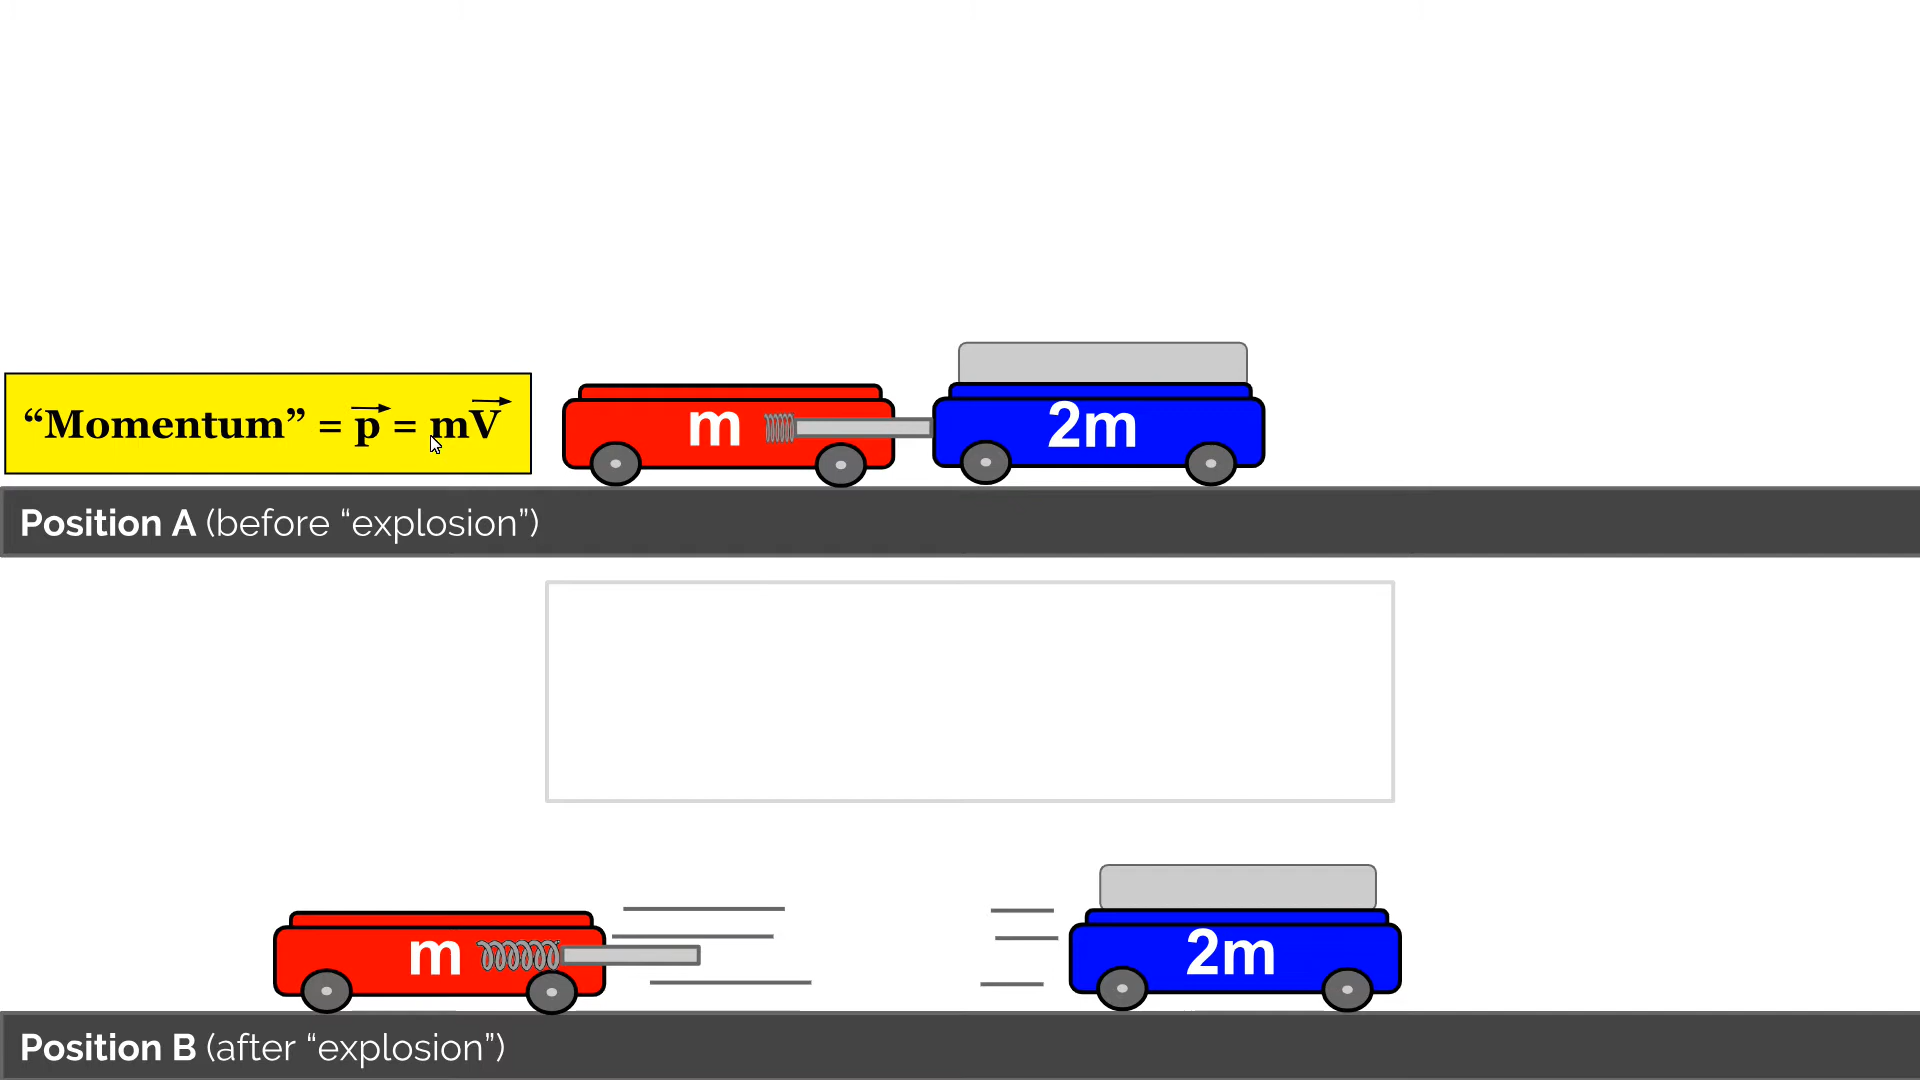 “Momentum” = p⃗ = mV⃗
m
2m
Position A (before “explosion”)
m
2m
Position B (after “explosion”)